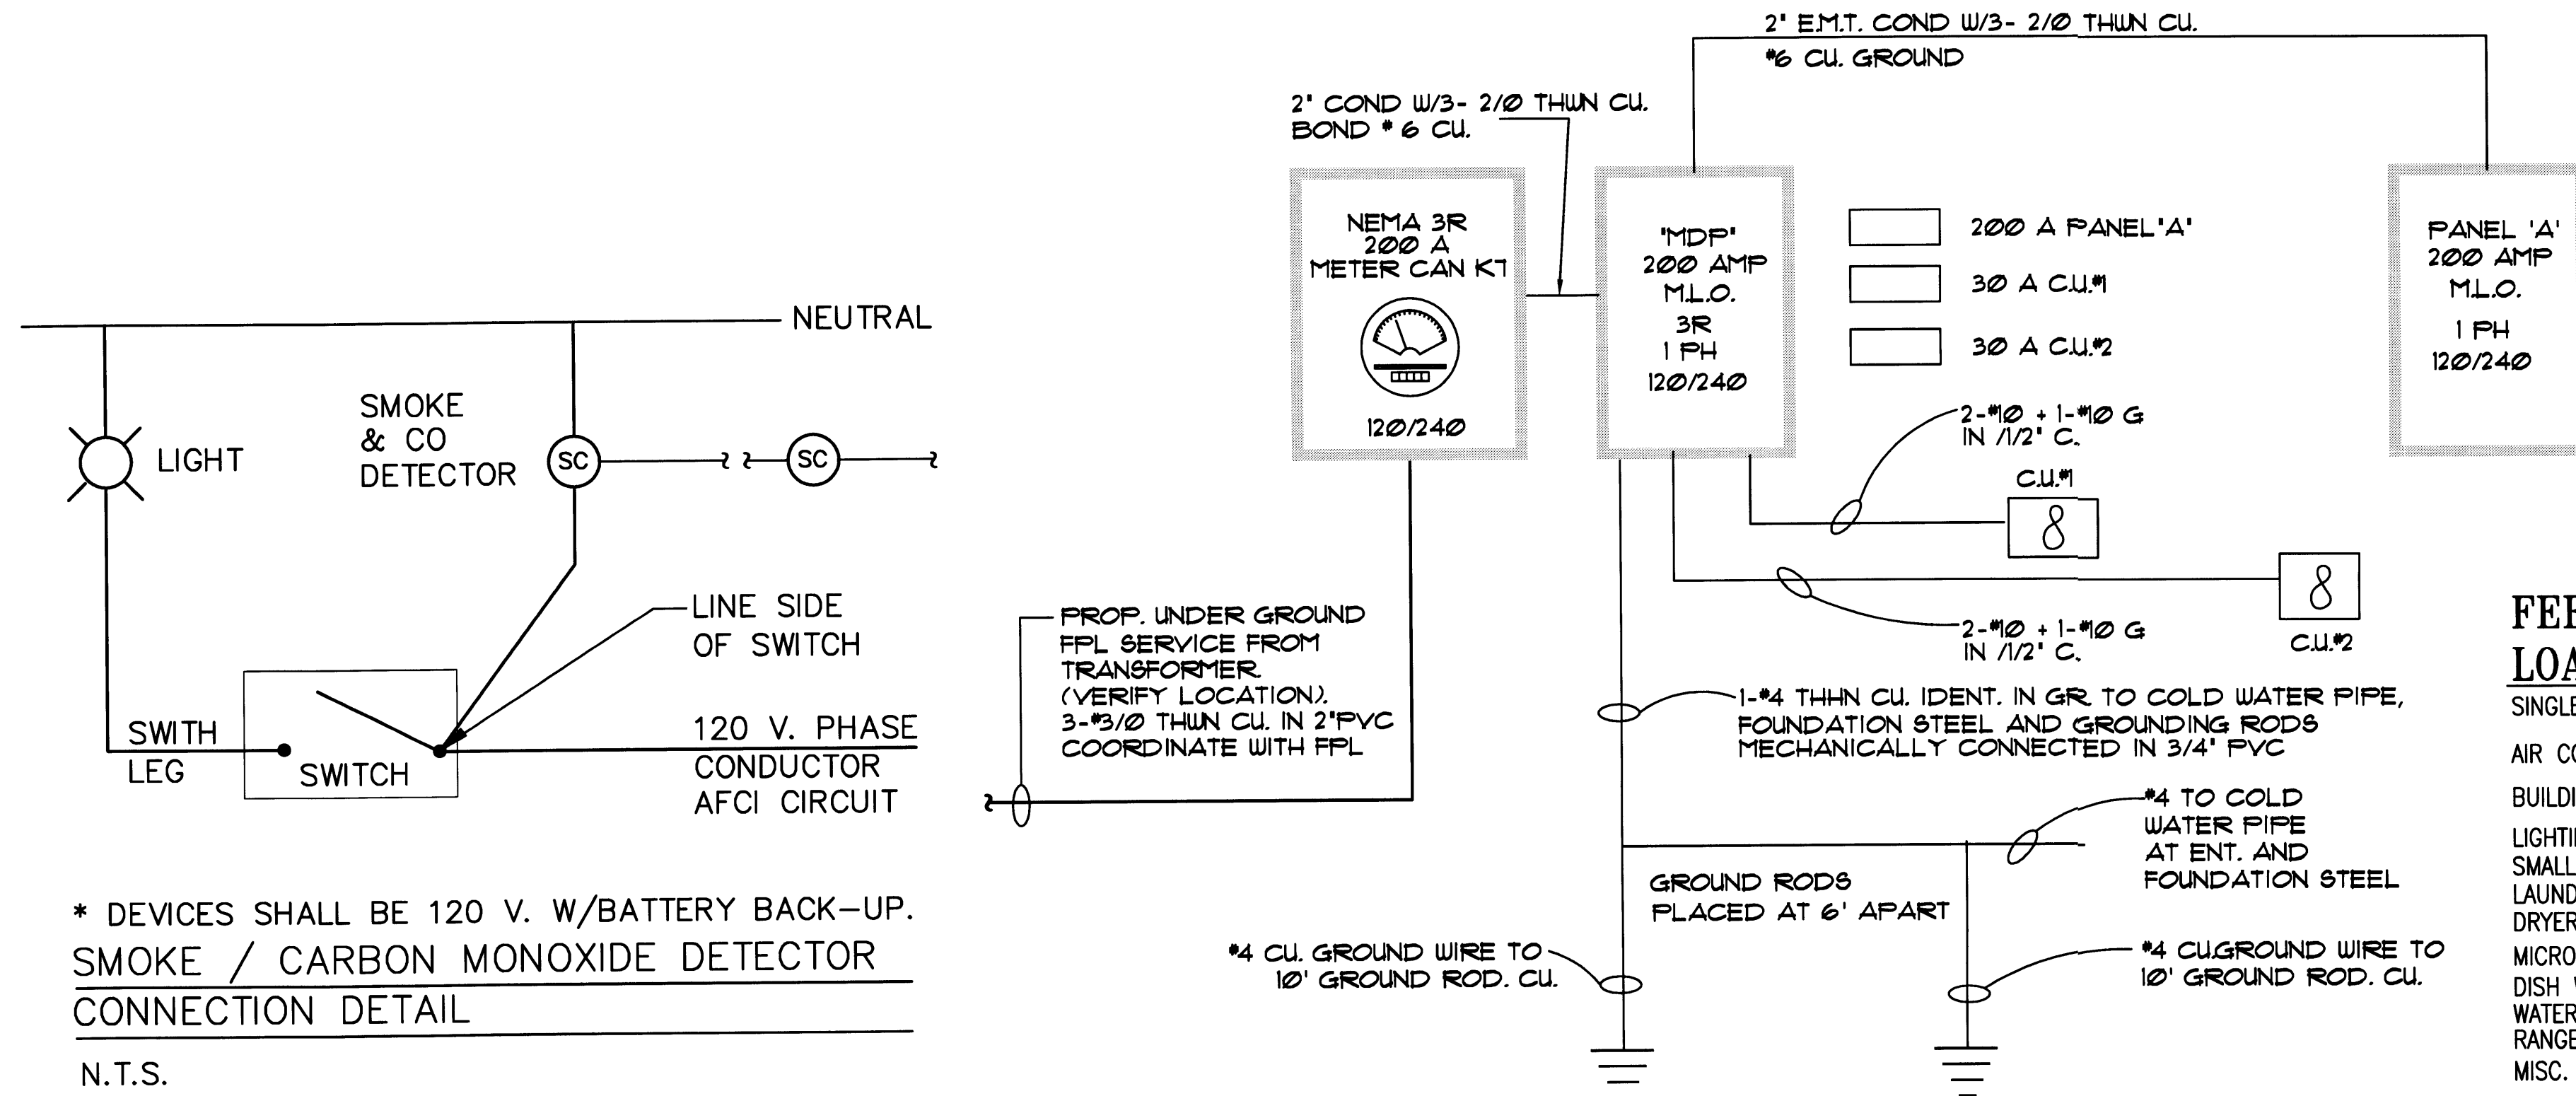 NEUTRAL
LIGHT
SMOKE
& CO
DETECTOR
SC
SC
LINE SIDE
OF SWITCH
SWITH
LEG
SWITCH
120 V. PHASE
CONDUCTOR
AFCI CIRCUIT
* DEVICES SHALL BE 120 V. W/BATTERY BACK-UP.
SMOKE / CARBON MONOXIDE DETECTOR
CONNECTION DETAIL
N.T.S.
2" E.M.T. COND W/3- 2/0 THWN CU.
#6 CU. GROUND
2" COND W/3- 2/0 THWN CU.
BOND # 6 CU.
NEMA 3R
200 A
METER CAN K7
120/240
"MDP"
200 AMP
M.L.O.
3R
1 PH
120/240
200 A PANEL"A"
30 A C.U.#1
30 A C.U.#2
PANEL 'A'
200 AMP
M.L.O.
1 PH
120/240
2-#10 + 1-#10 G
IN /1/2" C.
C.U.#1
2-#10 + 1-#10 G
IN /1/2" C.
C.U.#2
PROP. UNDER GROUND
FPL SERVICE FROM
TRANSFORMER.
(VERIFY LOCATION).
3-#3/0 THWN CU. IN 2"PVC
COORDINATE WITH FPL
1-#4 THHN CU. IDENT. IN GR. TO COLD WATER PIPE,
FOUNDATION STEEL AND GROUNDING RODS
MECHANICALLY CONNECTED IN 3/4" PVC
#4 TO COLD
WATER PIPE
AT ENT. AND
FOUNDATION STEEL
GROUND RODS
PLACED AT 6' APART
#4 CU. GROUND WIRE TO
10' GROUND ROD. CU.
#4 CU.GROUND WIRE TO
10' GROUND ROD. CU.
SINGLE
AIR
SMALL
DRYER
DISH
WATER
RANGE
MISC.